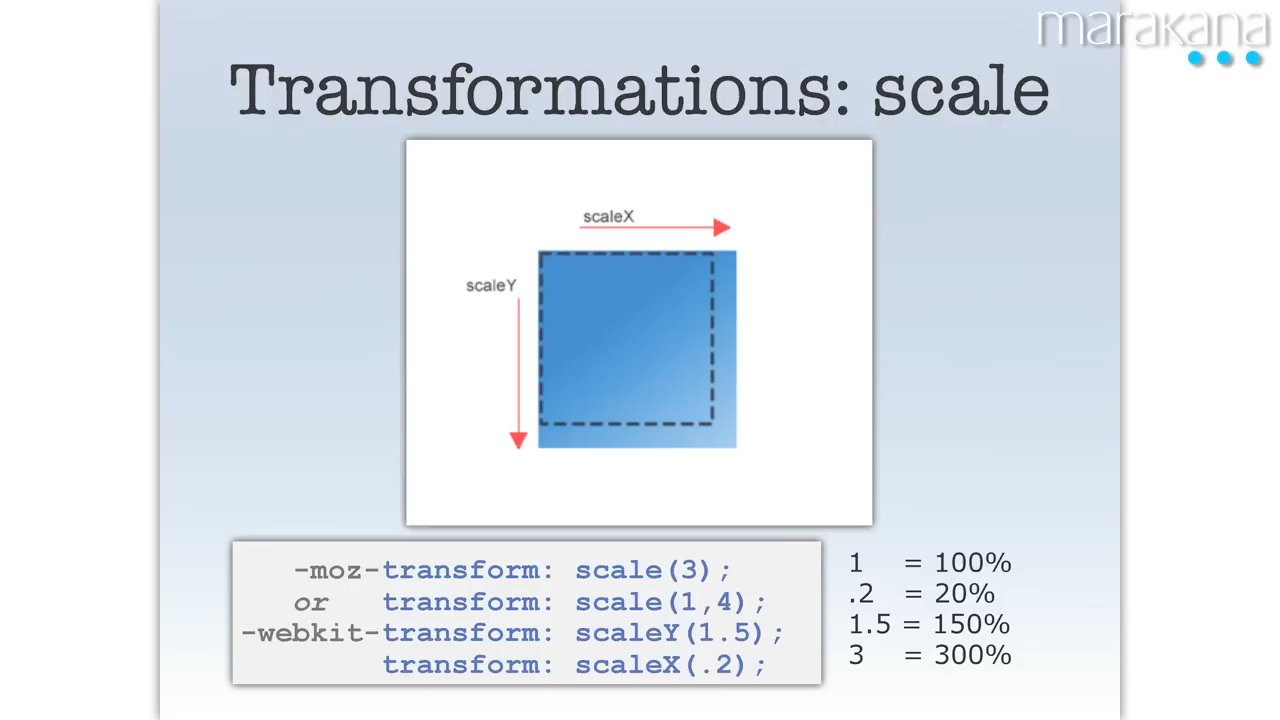 marakana
Transformations: scale
scaleX
scaleY
-moz-transform: scale(3);
or transform: scale(1,4);
-webkit-transform: scaleY(1.5);
transform: scaleX(.2);
1 = 100%
.2 = 20%
1.5 = 150%
3 = 300%